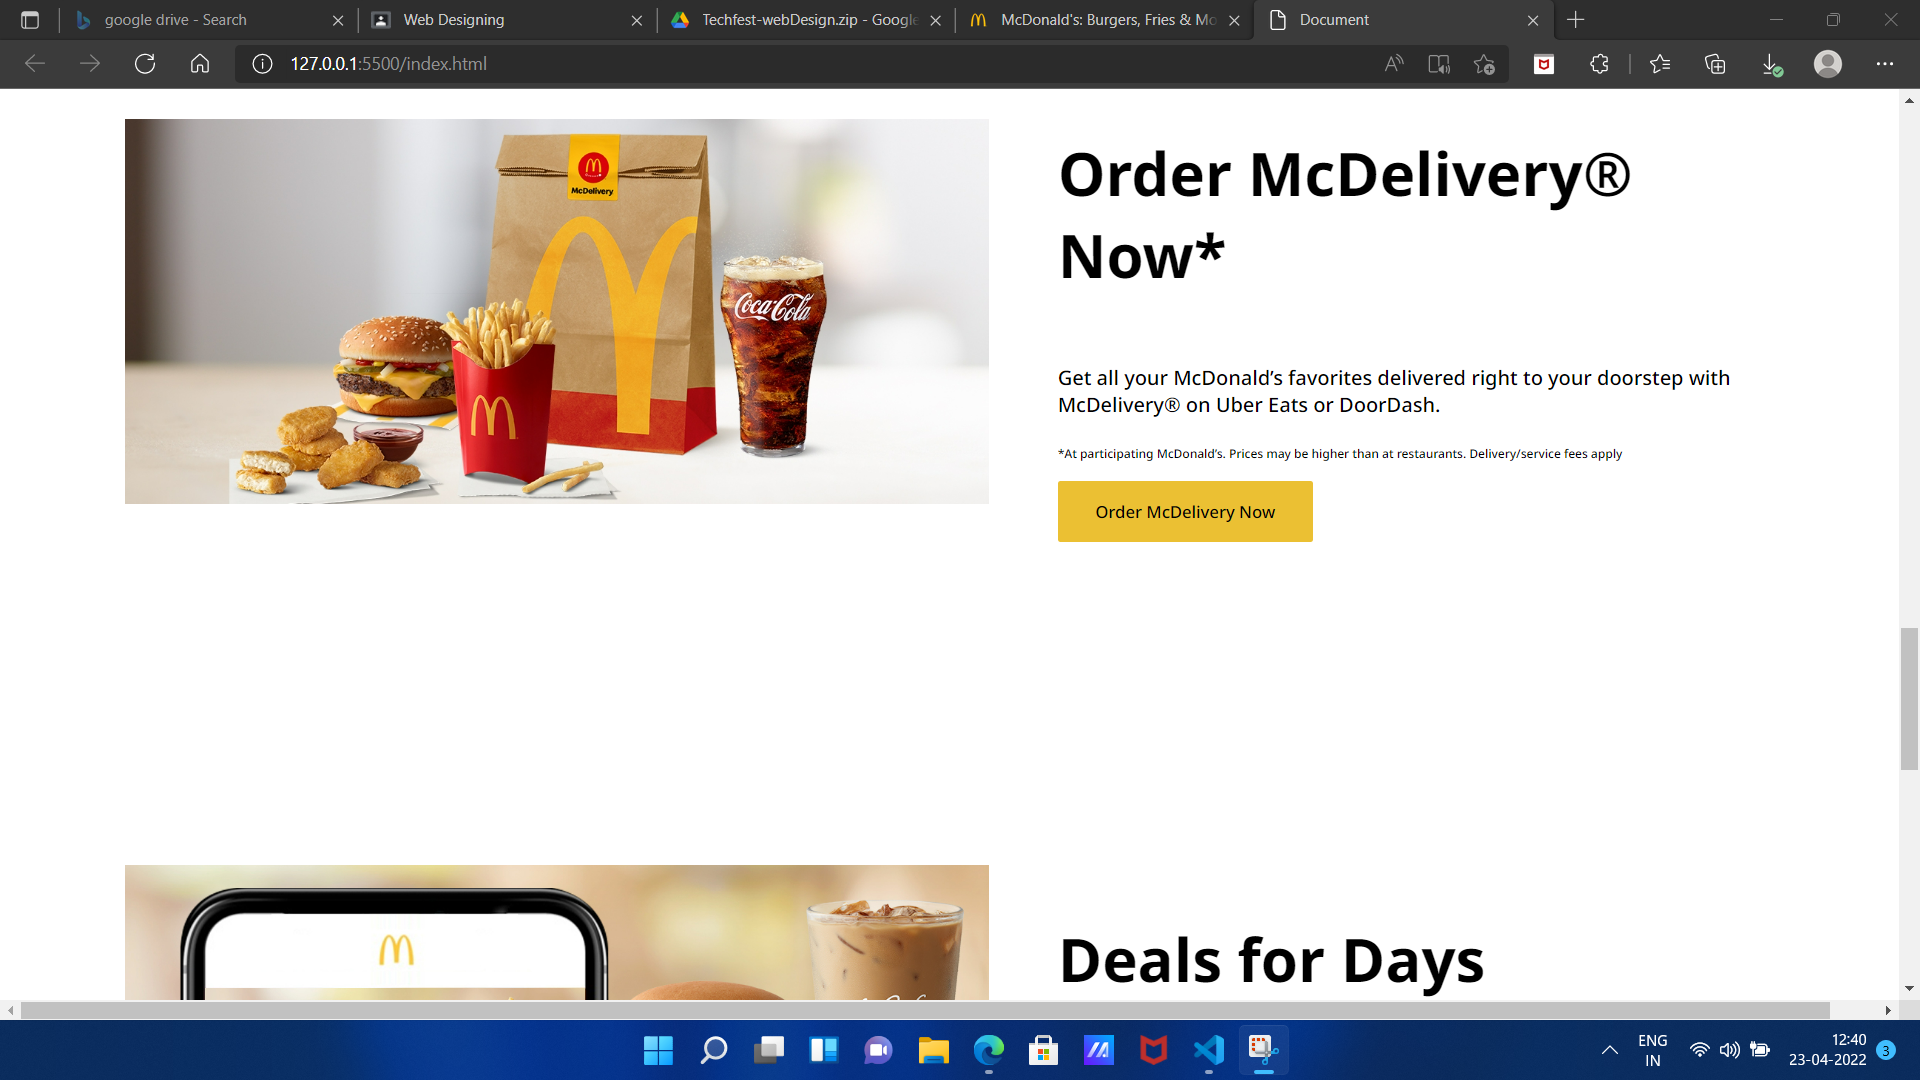 google drive - Search
Web Designing
Techfest-webDesign.zip - Google
McDonald's: Burgers, Fries & Mo
Document
127.0.0.1:5500/index.html
McDelivery
Coca-Cola
Order McDelivery®
Now*
Get all your McDonald’s favorites delivered right to your doorstep with
McDelivery® on Uber Eats or DoorDash.
*At participating McDonald’s. Prices may be higher than at restaurants. Delivery/service fees apply
Order McDelivery Now
Deals for Days
ENG
IN
12:40
23-04-2022
3